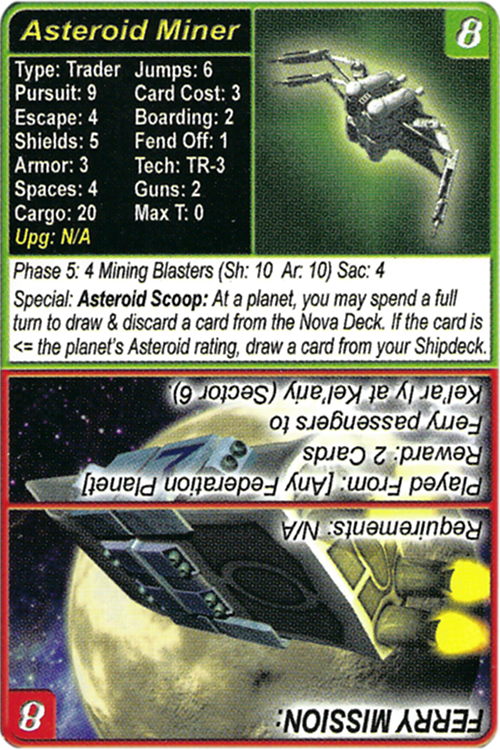 Asteroid Miner
8
Type: Trader Jumps: 6
Pursuit: 9 Card Cost: 3
Escape: 4 Boarding: 2
Shields: 5 Fend Off: 1
Armor: 3 Tech: TR-3
Spaces: 4 Guns: 2
Cargo: 20 Max T: 0
Upg: N/A
Phase 5: 4 Mining Blasters (Sh: 10 Ar: 10) Sac: 4
Special: Asteroid Scoop: At a planet, you may spend a full
turn to draw & discard a card from the Nova Deck. If the card is
<= the planet's Asteroid rating, draw a card from your Shipdeck.
FERRY MISSION:
8
Requirements: N/A
Played From: [Any Federation Planet]
Reward: 2 Cards
Ferry passengers to
Kel'ar ly at Kel'ariy (Sector 6).